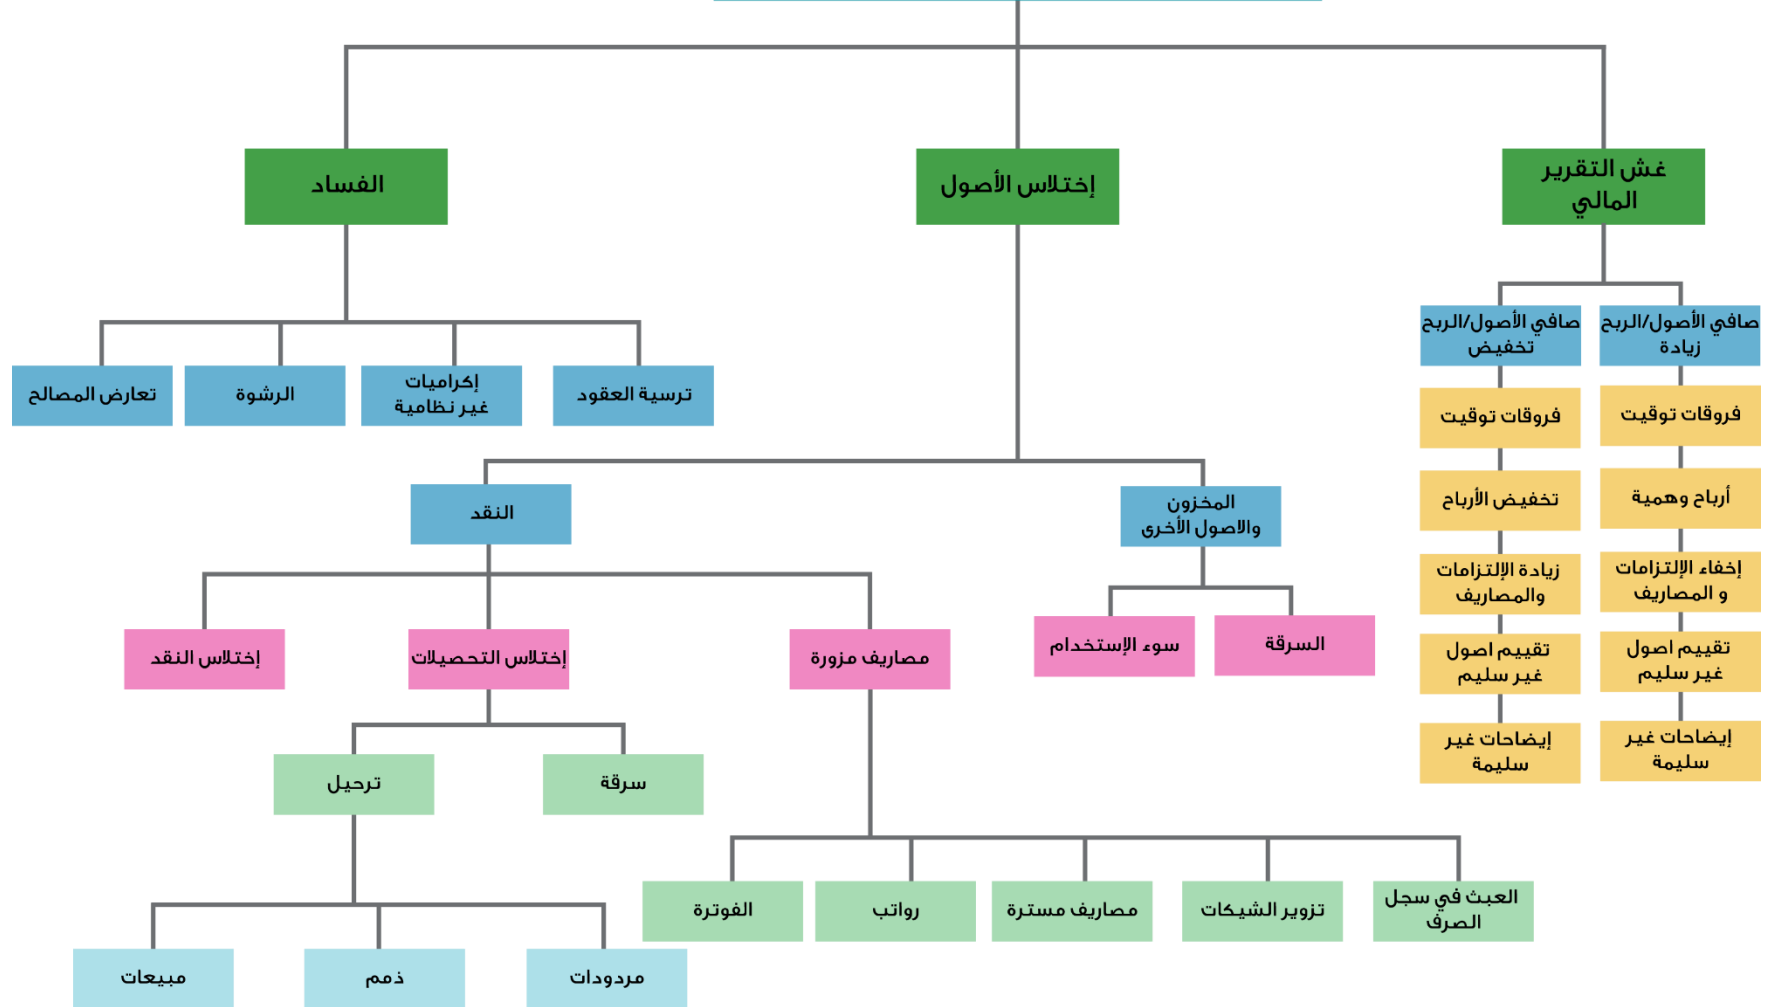 غش التقرير
المالي
إختلاس الأصول
الفساد
صافي الأصول/الربح
زيادة
صافي الأصول/الربح
تخفيض
فروقات توقيت
فروقات توقيت
أرباح وهمية
تخفيض الأرباح
إخفاء الإلتزامات
و المصاريف
زيادة الإلتزامات
والمصاريف
تقييم اصول
غير سليم
تقييم اصول
غير سليم
إيضاحات غير
سليمة
إيضاحات غير
سليمة
ترسية العقود
إكراميات
غير نظامية
الرشوة
تعارض المصالح
المخزون
والاصول الأخرى
النقد
السرقة
سوء الإستخدام
مصاريف مزورة
إختلاس التحصيلات
إختلاس النقد
سرقة
ترحيل
العبث في سجل
الصرف
تزوير الشيكات
مصاريف مسترة
رواتب
الفوترة
مردودات
ذمم
مبيعات